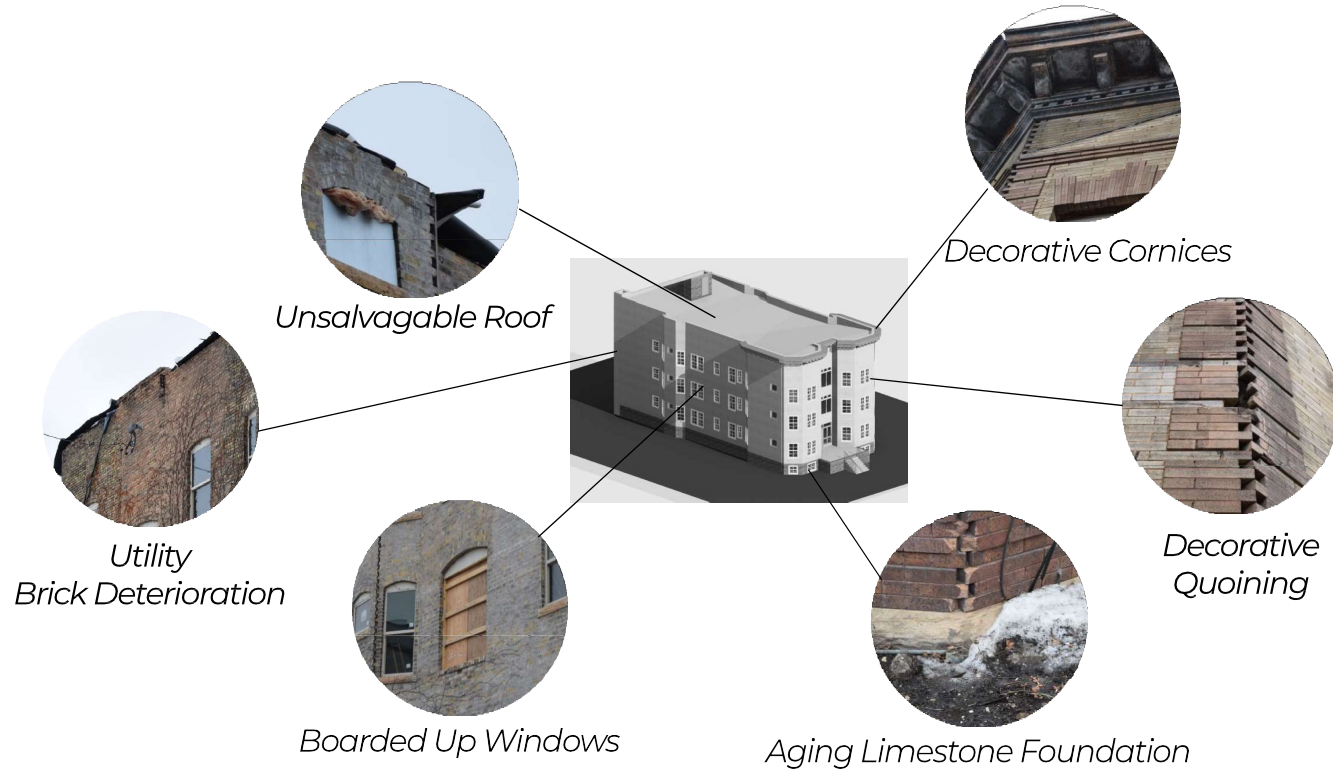 Decorative Cornices
Unsalvagable Roof
Utility
Brick Deterioration
Decorative
Quoining
Boarded Up Windows
Aging Limestone Foundation